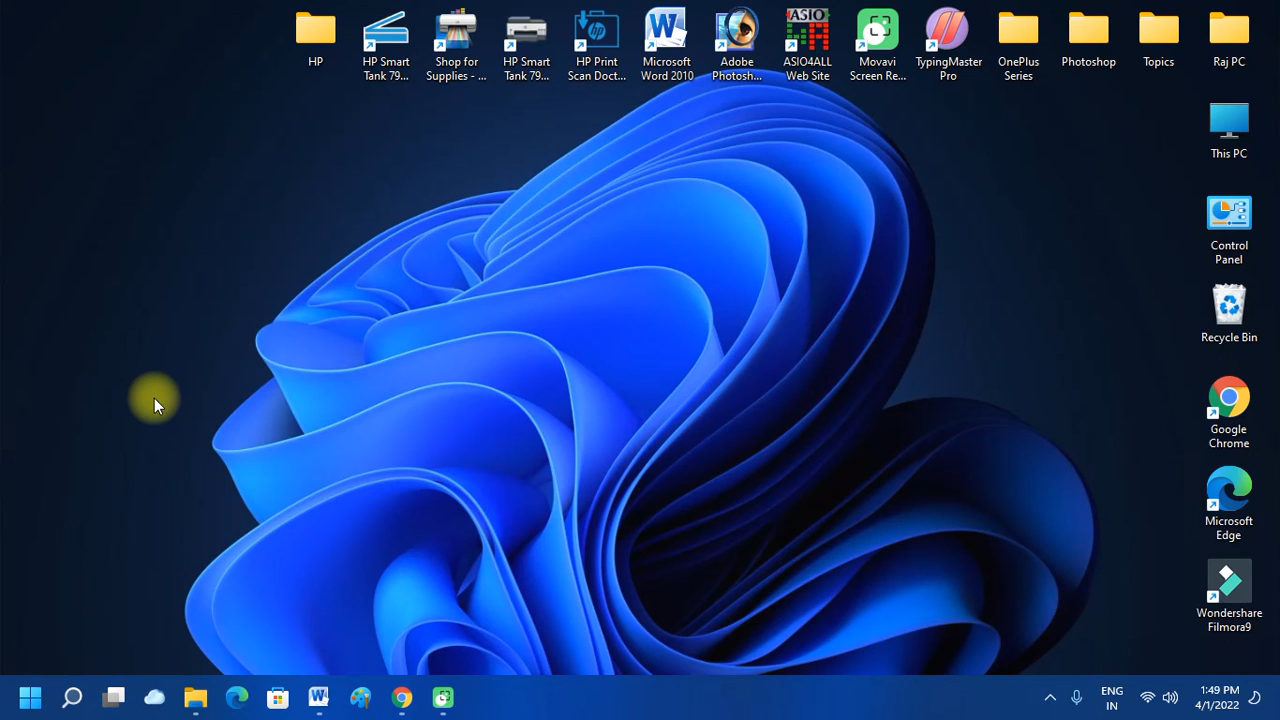 HP
HP Smart
Tank 79...
Shop for
Supplies - ...
HP Smart
Tank 79...
HP Print
Scan Doct...
Microsoft
Word 2010
Adobe
Photosh...
ASIO
ASIO4ALL
Web Site
Movavi
Screen Re...
TypingMaster
Pro
OnePlus
Series
Photoshop
Topics
Raj PC
This PC
Control
Panel
Recycle Bin
Google
Chrome
Microsoft
Edge
Wondershare
Filmora9
ENG
IN
1:49 PM
4/1/2022